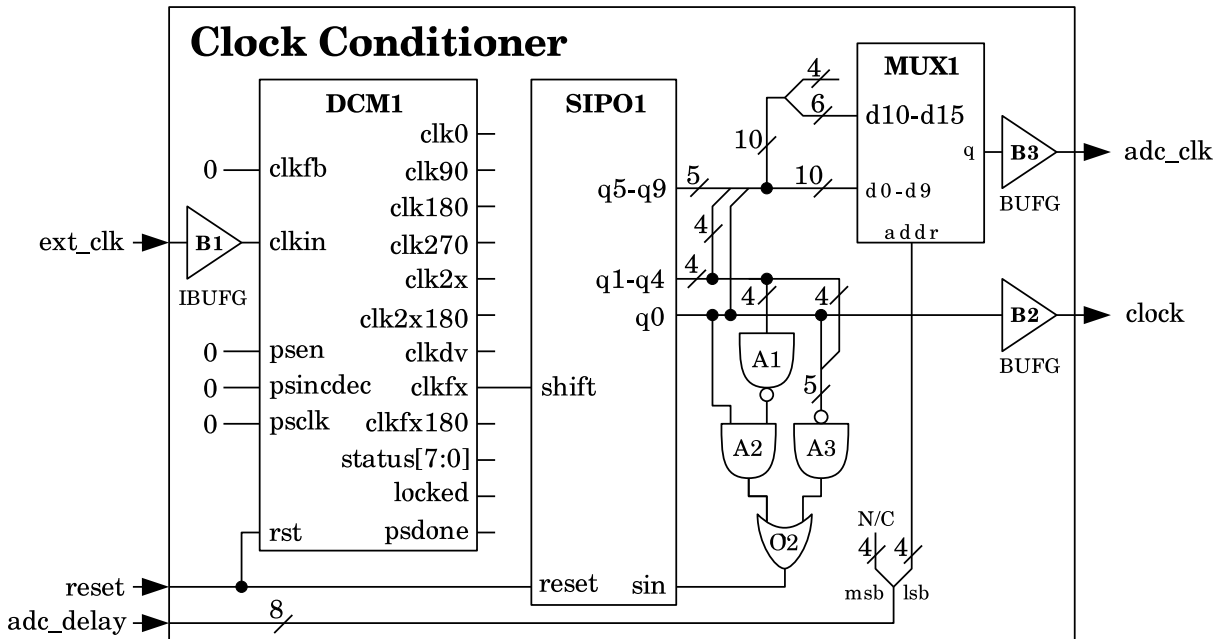 Clock Conditioner
DCM1
clk0
clkfb
0
clk90
clk180
B1
IBUFG
ext_clk
clkin
clk270
clk2x
clk2x180
0
psen
clkdv
0
psincdec
clkfx
0
psclk
clkfx180
status[7:0]
locked
rst
psdone
reset
adc_delay
8
SIPO1
q5-q9
q1-q4
q0
shift
reset
sin
5
4
4
10
4
6
10
4
4
5
A1
A2
A3
O2
MUX1
d10-d15
q
d0-d9
addr
B3
BUFG
adc_clk
B2
BUFG
clock
N/C
4
4
msb
lsb